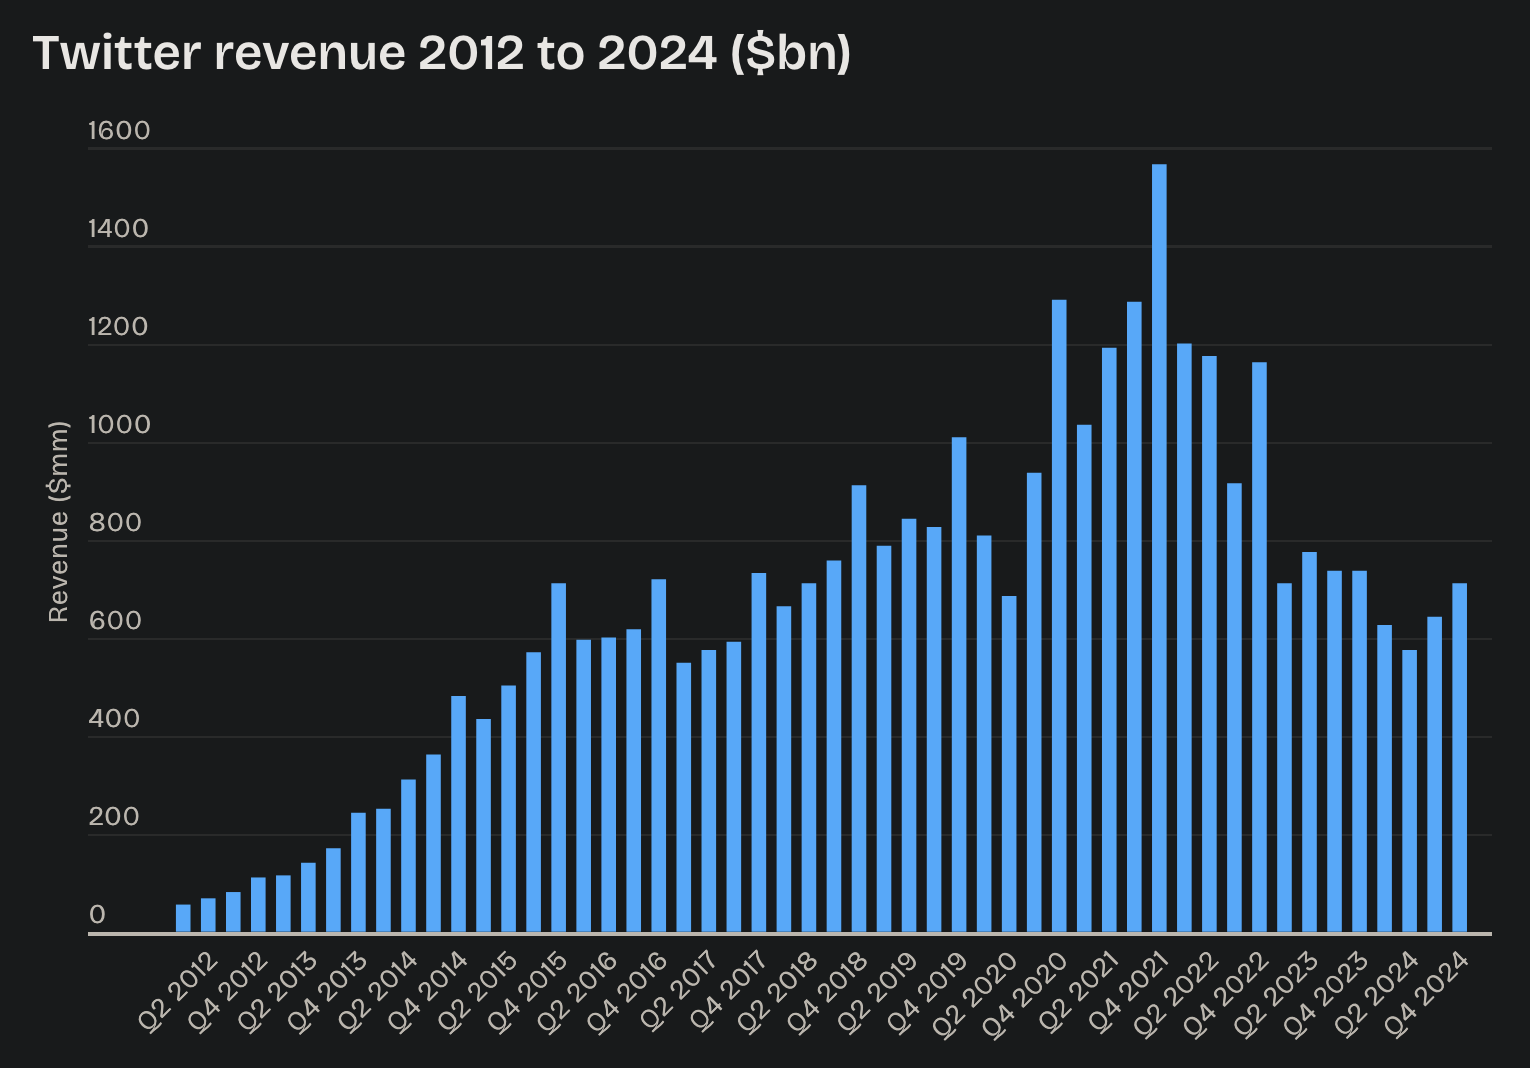 Twitter revenue 2012 to 2024 ($bn)
1600
1400
1200
1000
800
600
400
200
0
Revenue ($mm)
Q2 2012
Q4 2012
Q2 2013
Q4 2013
Q2 2014
Q4 2014
Q2 2015
Q4 2015
Q2 2016
Q4 2016
Q2 2017
Q4 2017
Q2 2018
Q4 2018
Q2 2019
Q4 2019
Q2 2020
Q4 2020
Q2 2021
Q4 2021
Q2 2022
Q4 2022
Q2 2023
Q4 2023
Q2 2024
Q4 2024